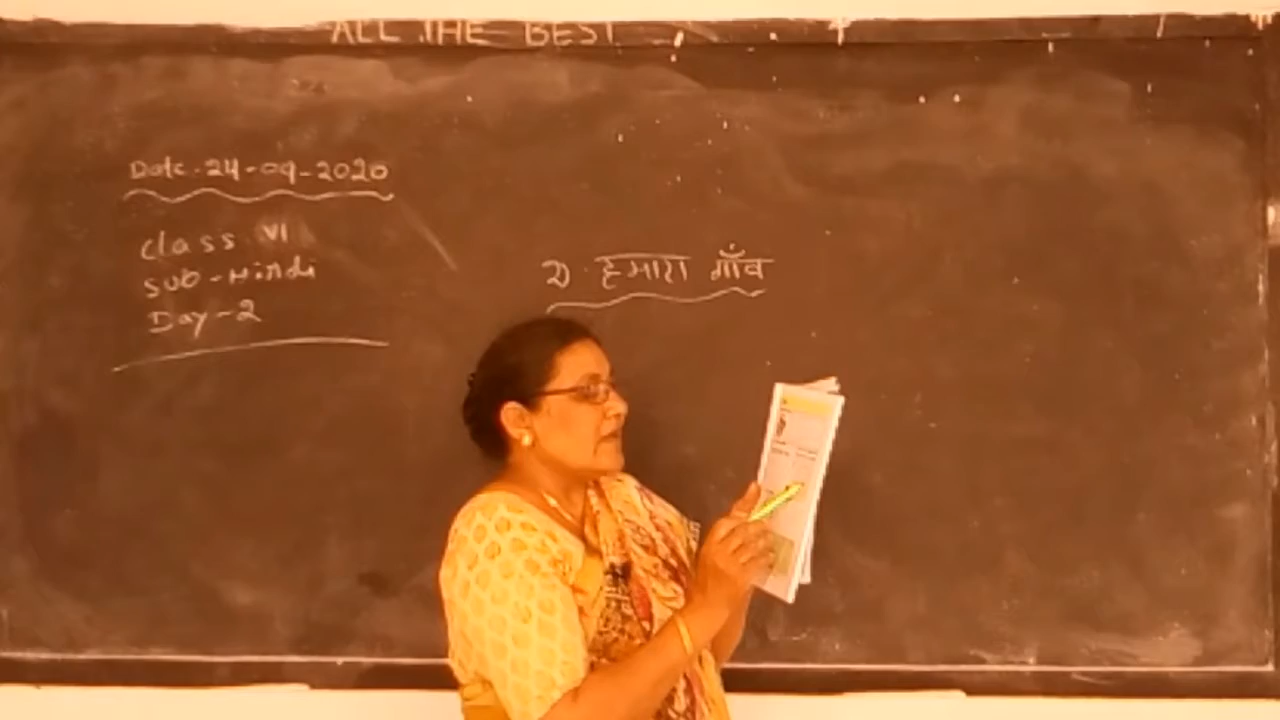 ALL THE BEST
Date-24-09-2020
class VI
Sub-Hindi
Day-2
2) हमारा गाँव